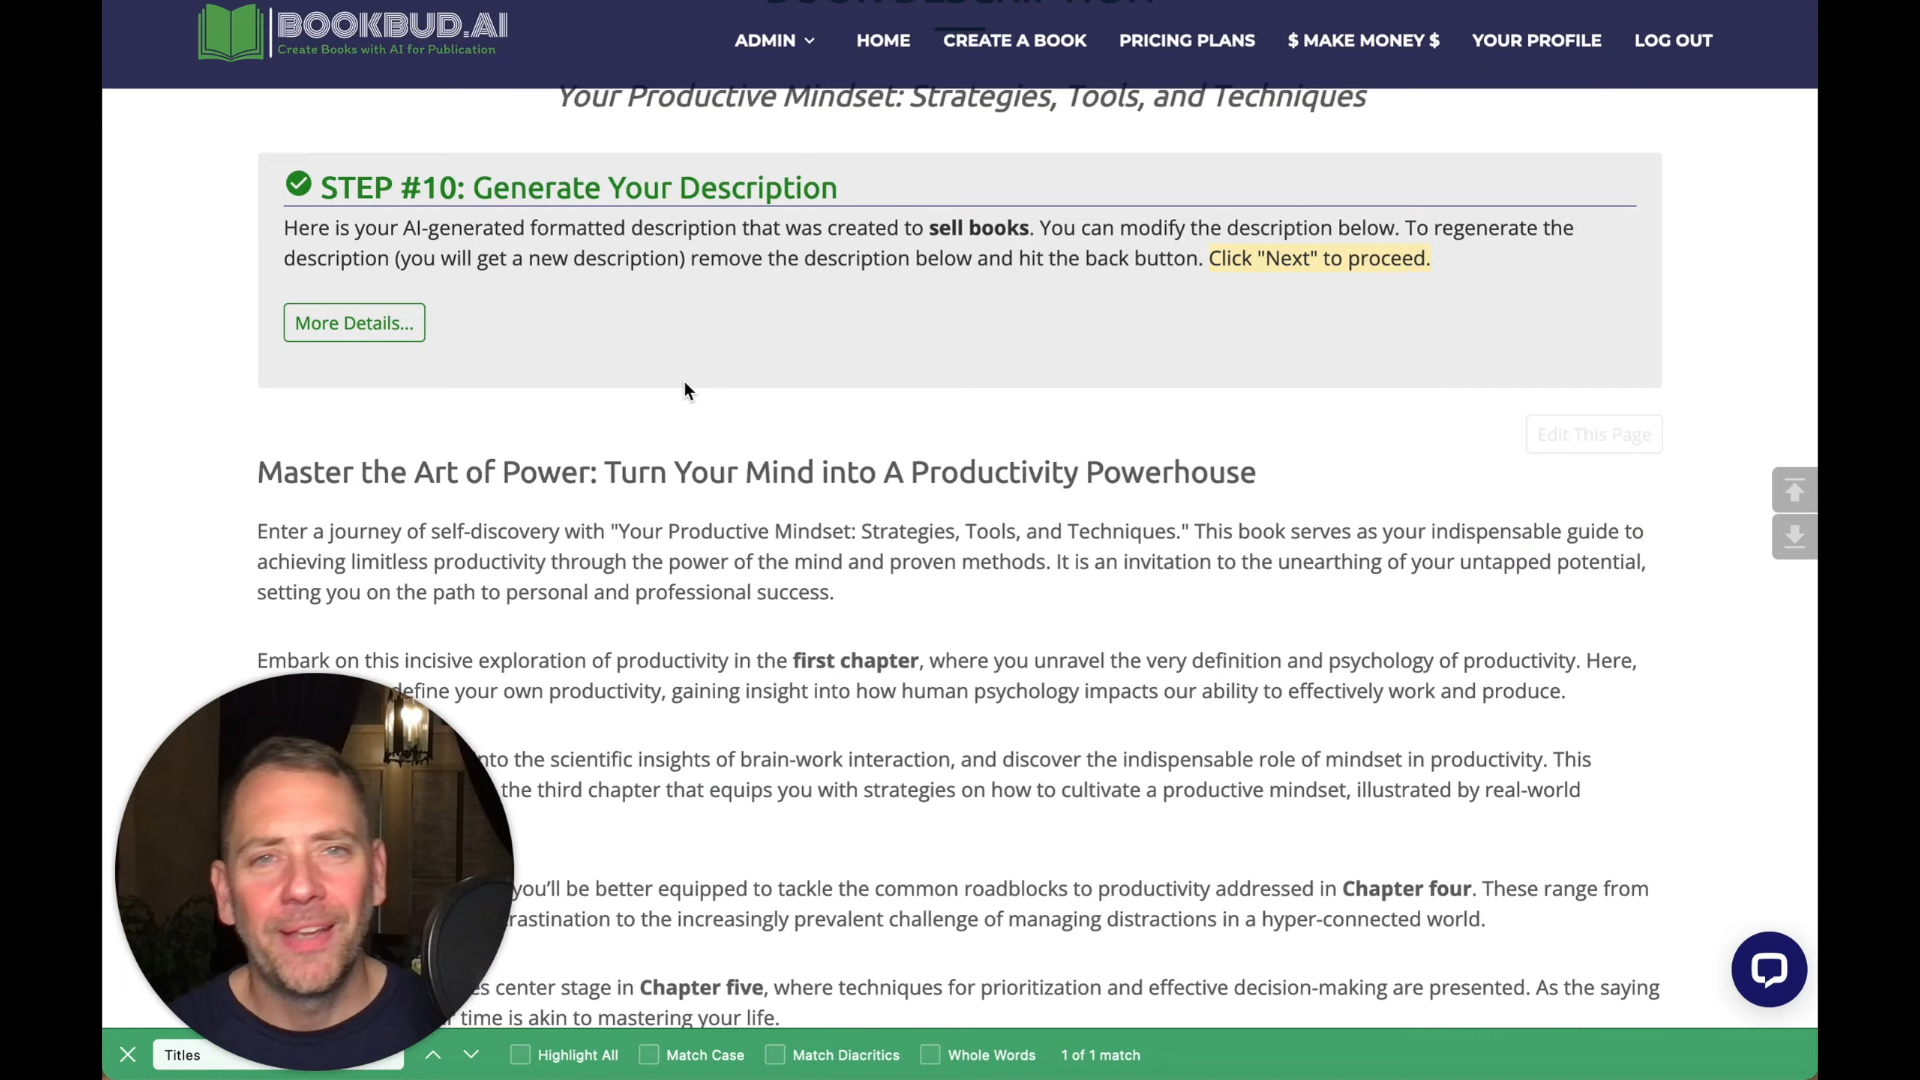 BOOKBUD.AI
Create Books with AI for Publication
ADMIN
HOME
CREATE A BOOK
PRICING PLANS
$ MAKE MONEY $
YOUR PROFILE
LOG OUT
Your Productive Mindset: Strategies, Tools, and Techniques
STEP #10: Generate Your Description
Here is your AI-generated formatted description that was created to sell books. You can modify the description below. To regenerate the
description (you will get a new description) remove the description below and hit the back button. Click "Next" to proceed.
More Details...
Edit This Page
Master the Art of Power: Turn Your Mind into A Productivity Powerhouse
Enter a journey of self-discovery with "Your Productive Mindset: Strategies, Tools, and Techniques." This book serves as your indispensable guide to
achieving limitless productivity through the power of the mind and proven methods. It is an invitation to the unearthing of your untapped potential,
setting you on the path to personal and professional success.
Embark on this incisive exploration of productivity in the first chapter, where you unravel the very definition and psychology of productivity. Here,
define your own productivity, gaining insight into how human psychology impacts our ability to effectively work and produce.
into the scientific insights of brain-work interaction, and discover the indispensable role of mindset in productivity. This
the third chapter that equips you with strategies on how to cultivate a productive mindset, illustrated by real-world
you'll be better equipped to tackle the common roadblocks to productivity addressed in Chapter four. These range from
to the increasingly prevalent challenge of managing distractions in a hyper-connected world.
center stage in Chapter five, where techniques for prioritization and effective decision-making are presented. As the saying
time is akin to mastering your life.
Titles
Highlight All
Match Case
Match Diacritics
Whole Words
1 of 1 match